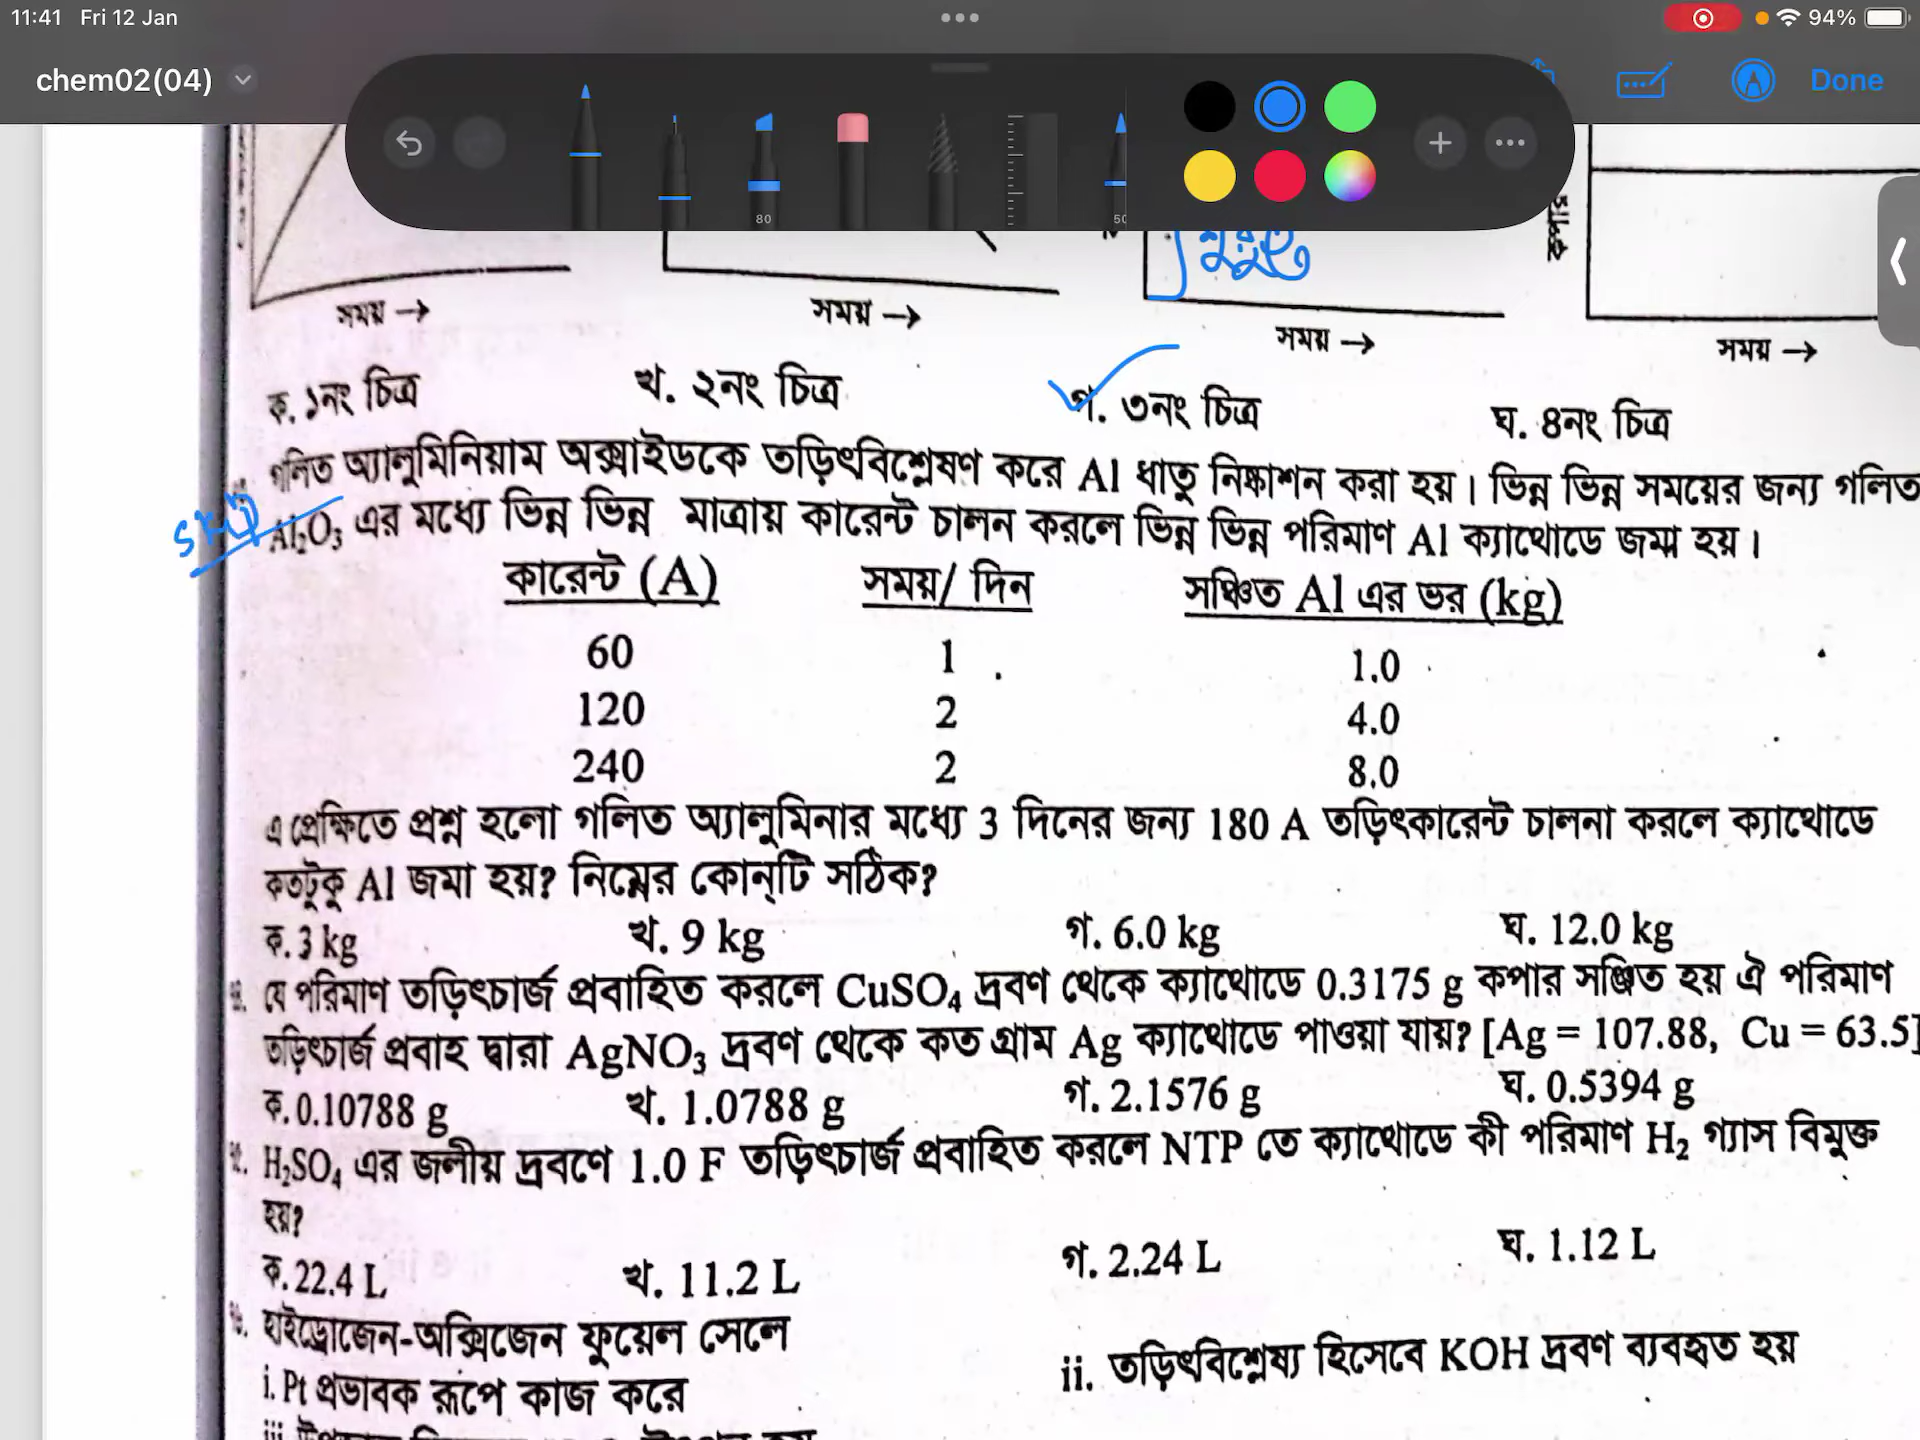 11:41 Fri 12 Jan
94%
chem02(04)
Done
80
50
সময় →
সময় →
সময় →
সময় →
ক. ১নং চিত্র খ. ২নং চিত্র গ. ৩নং চিত্র ঘ. ৪নং চিত্র
গলিত অ্যালুমিনিয়াম অক্সাইডকে তড়িৎবিশ্লেষণ করে Al ধাতু নিষ্কাশন করা হয়। ভিন্ন ভিন্ন সময়ের জন্য গলিত
Al₂O₃ এর মধ্যে ভিন্ন ভিন্ন মাত্রায় কারেন্ট চালন করলে ভিন্ন ভিন্ন পরিমাণ Al ক্যাথোডে জমা হয়।
কারেন্ট (A) সময়/ দিন সঞ্চিত Al এর ভর (kg)
60 1 1.0
120 2 4.0
240 2 8.0
এ প্রেক্ষিতে প্রশ্ন হলো গলিত অ্যালুমিনার মধ্যে 3 দিনের জন্য 180 A তড়িৎকারেন্ট চালনা করলে ক্যাথোডে
কতটুকু Al জমা হয়? নিম্নের কোন্‌টি সঠিক?
ক. 3 kg খ. 9 kg গ. 6.0 kg ঘ. 12.0 kg
যে পরিমাণ তড়িৎচার্জ প্রবাহিত করলে CuSO₄ দ্রবণ থেকে ক্যাথোডে 0.3175 g কপার সঞ্চিত হয় ঐ পরিমাণ
তড়িৎচার্জ প্রবাহ দ্বারা AgNO₃ দ্রবণ থেকে কত গ্রাম Ag ক্যাথোডে পাওয়া যায়? [Ag = 107.88, Cu = 63.5]
ক. 0.10788 g খ. 1.0788 g গ. 2.1576 g ঘ. 0.5394 g
H₂SO₄ এর জলীয় দ্রবণে 1.0 F তড়িৎচার্জ প্রবাহিত করলে NTP তে ক্যাথোডে কী পরিমাণ H₂ গ্যাস বিমুক্ত
হয়?
ক. 22.4 L খ. 11.2 L গ. 2.24 L ঘ. 1.12 L
হাইড্রোজেন-অক্সিজেন ফুয়েল সেলে
i. Pt প্রভাবক রূপে কাজ করে ii. তড়িৎবিশ্লেষ্য হিসেবে KOH দ্রবণ ব্যবহৃত হয়